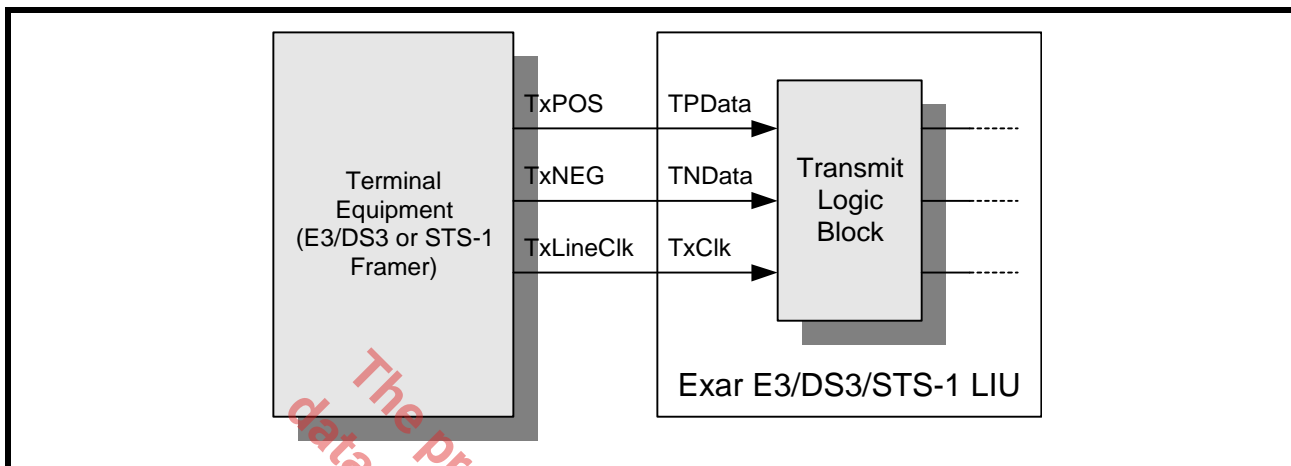 TxPOS
TPData
TxNEG
TNData
TxLineClk
TxClk
Terminal
Equipment
(E3/DS3 or STS-1
Framer)
Transmit
Logic
Block
Exar E3/DS3/STS-1 LIU
The